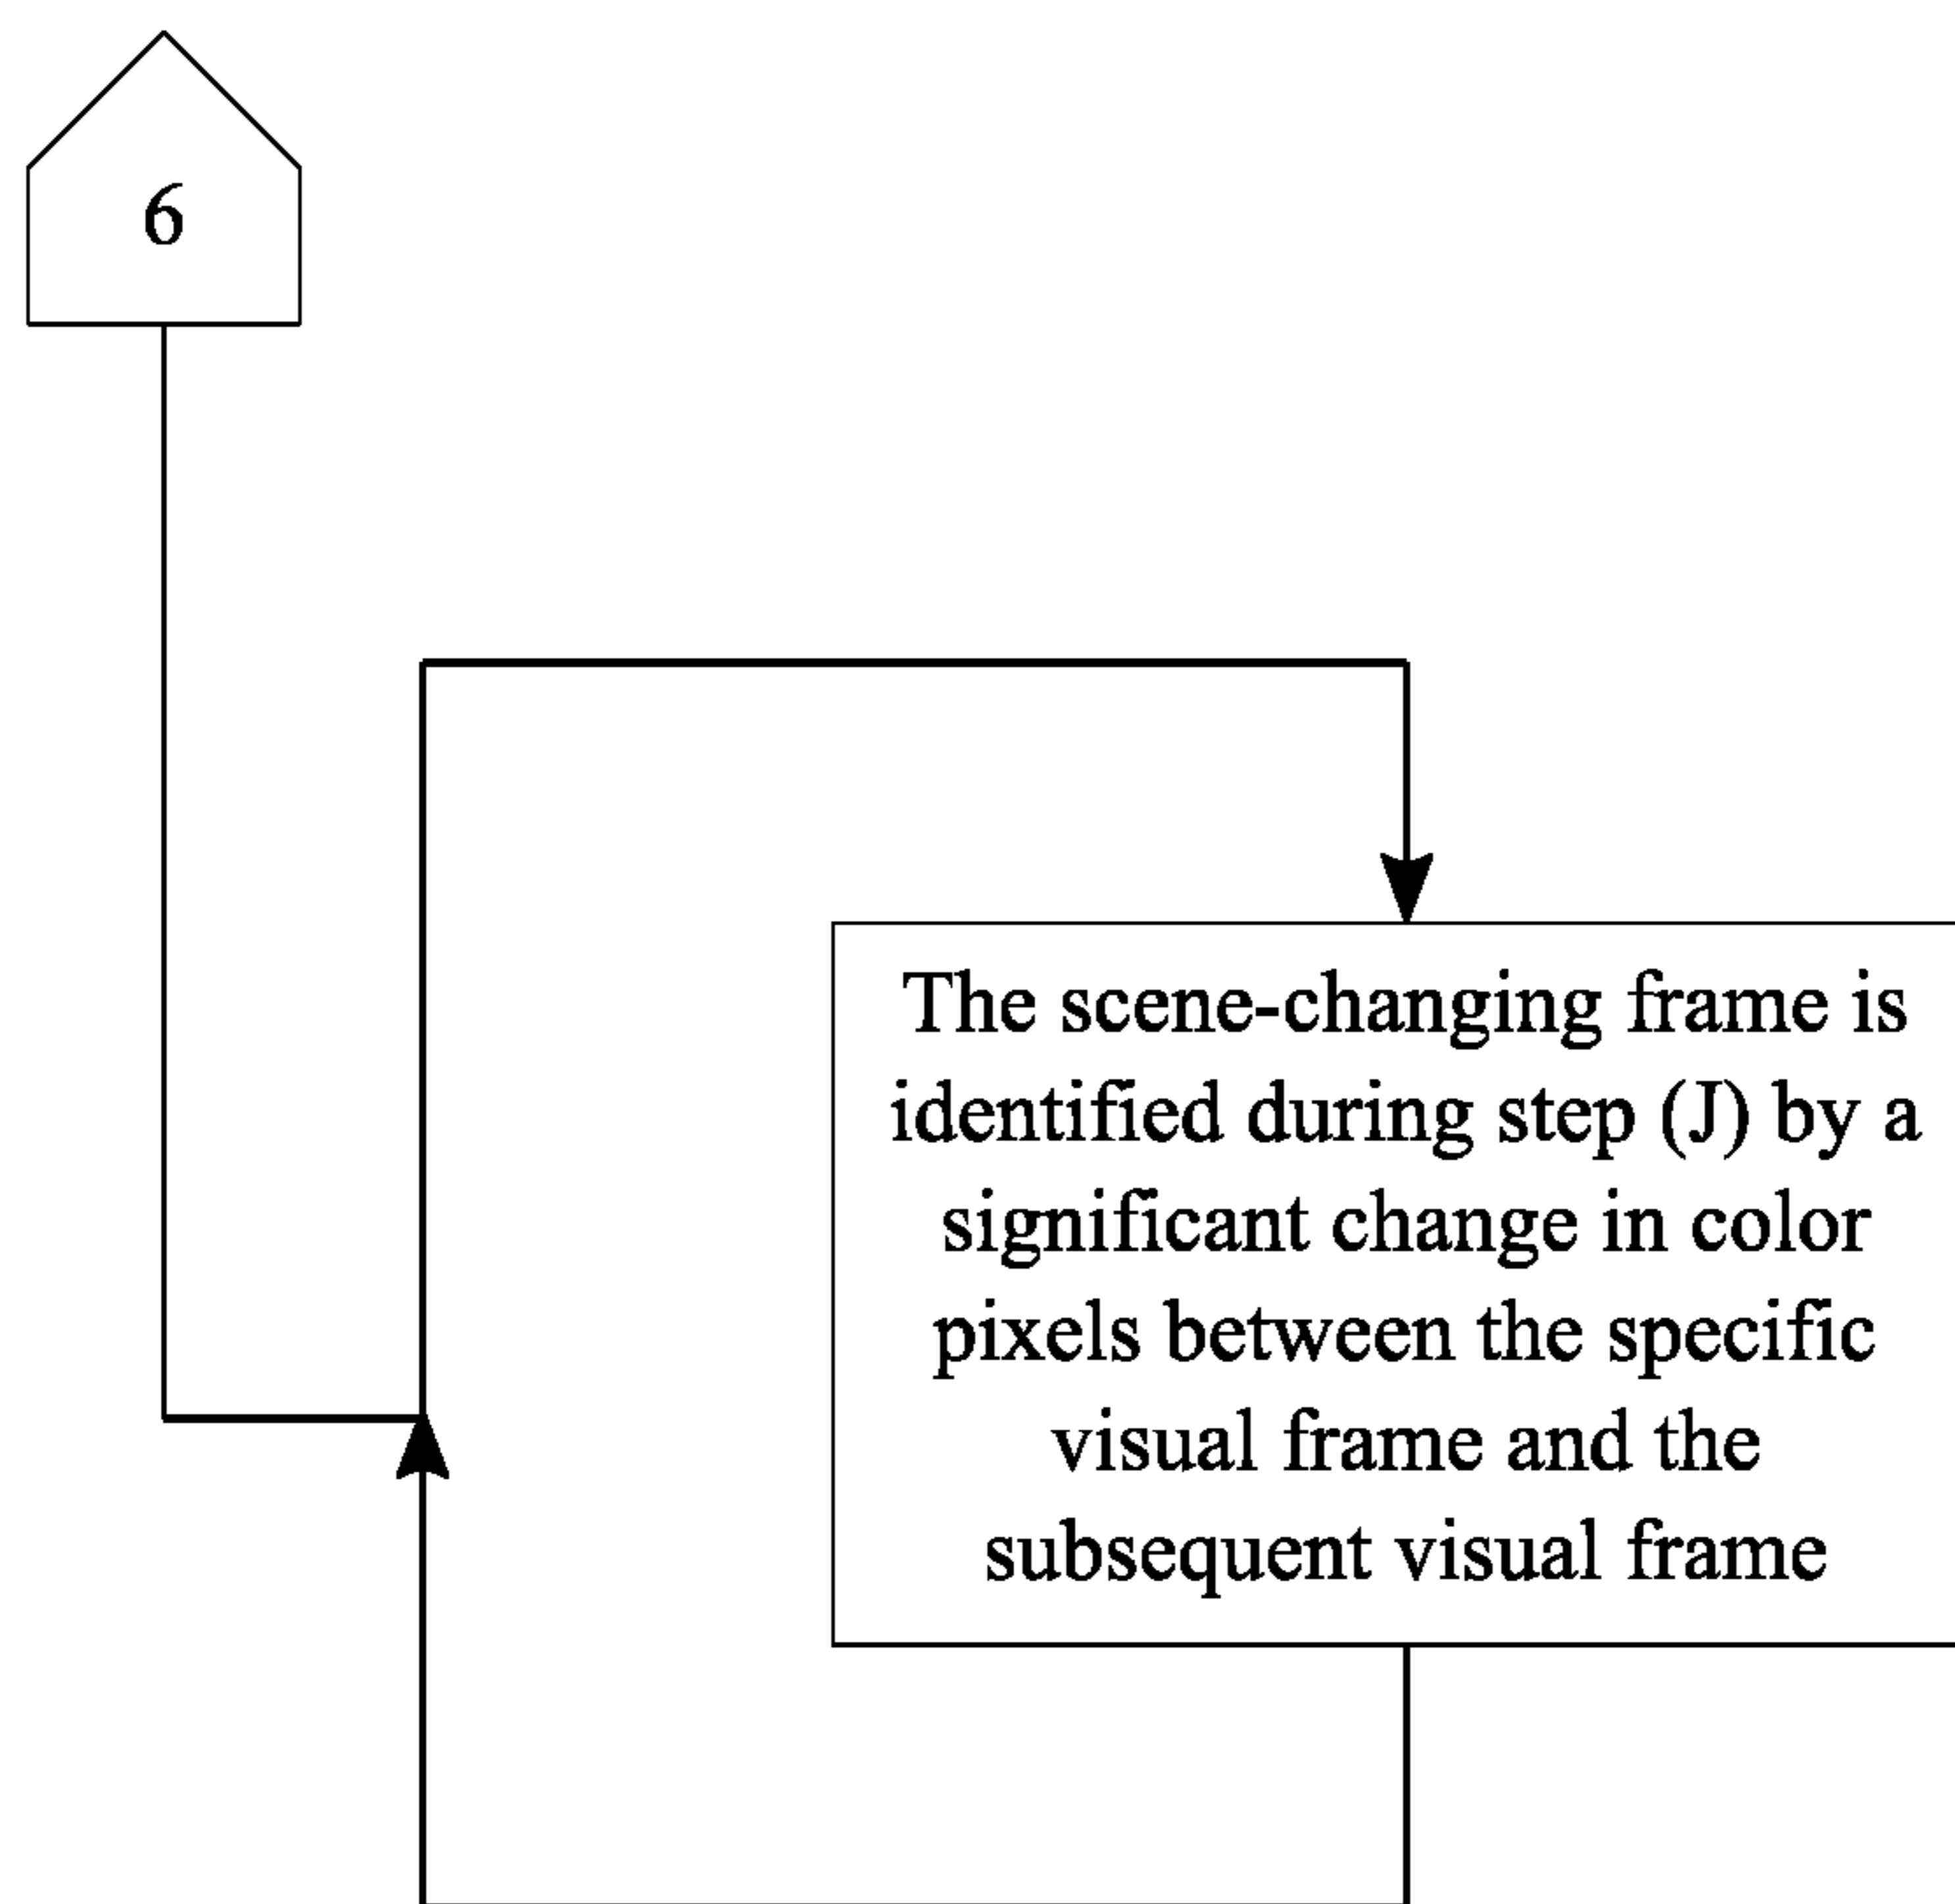 6
The scene-changing frame is
identified during step (J) by a
significant change in color
pixels between the specific
visual frame and the
subsequent visual frame